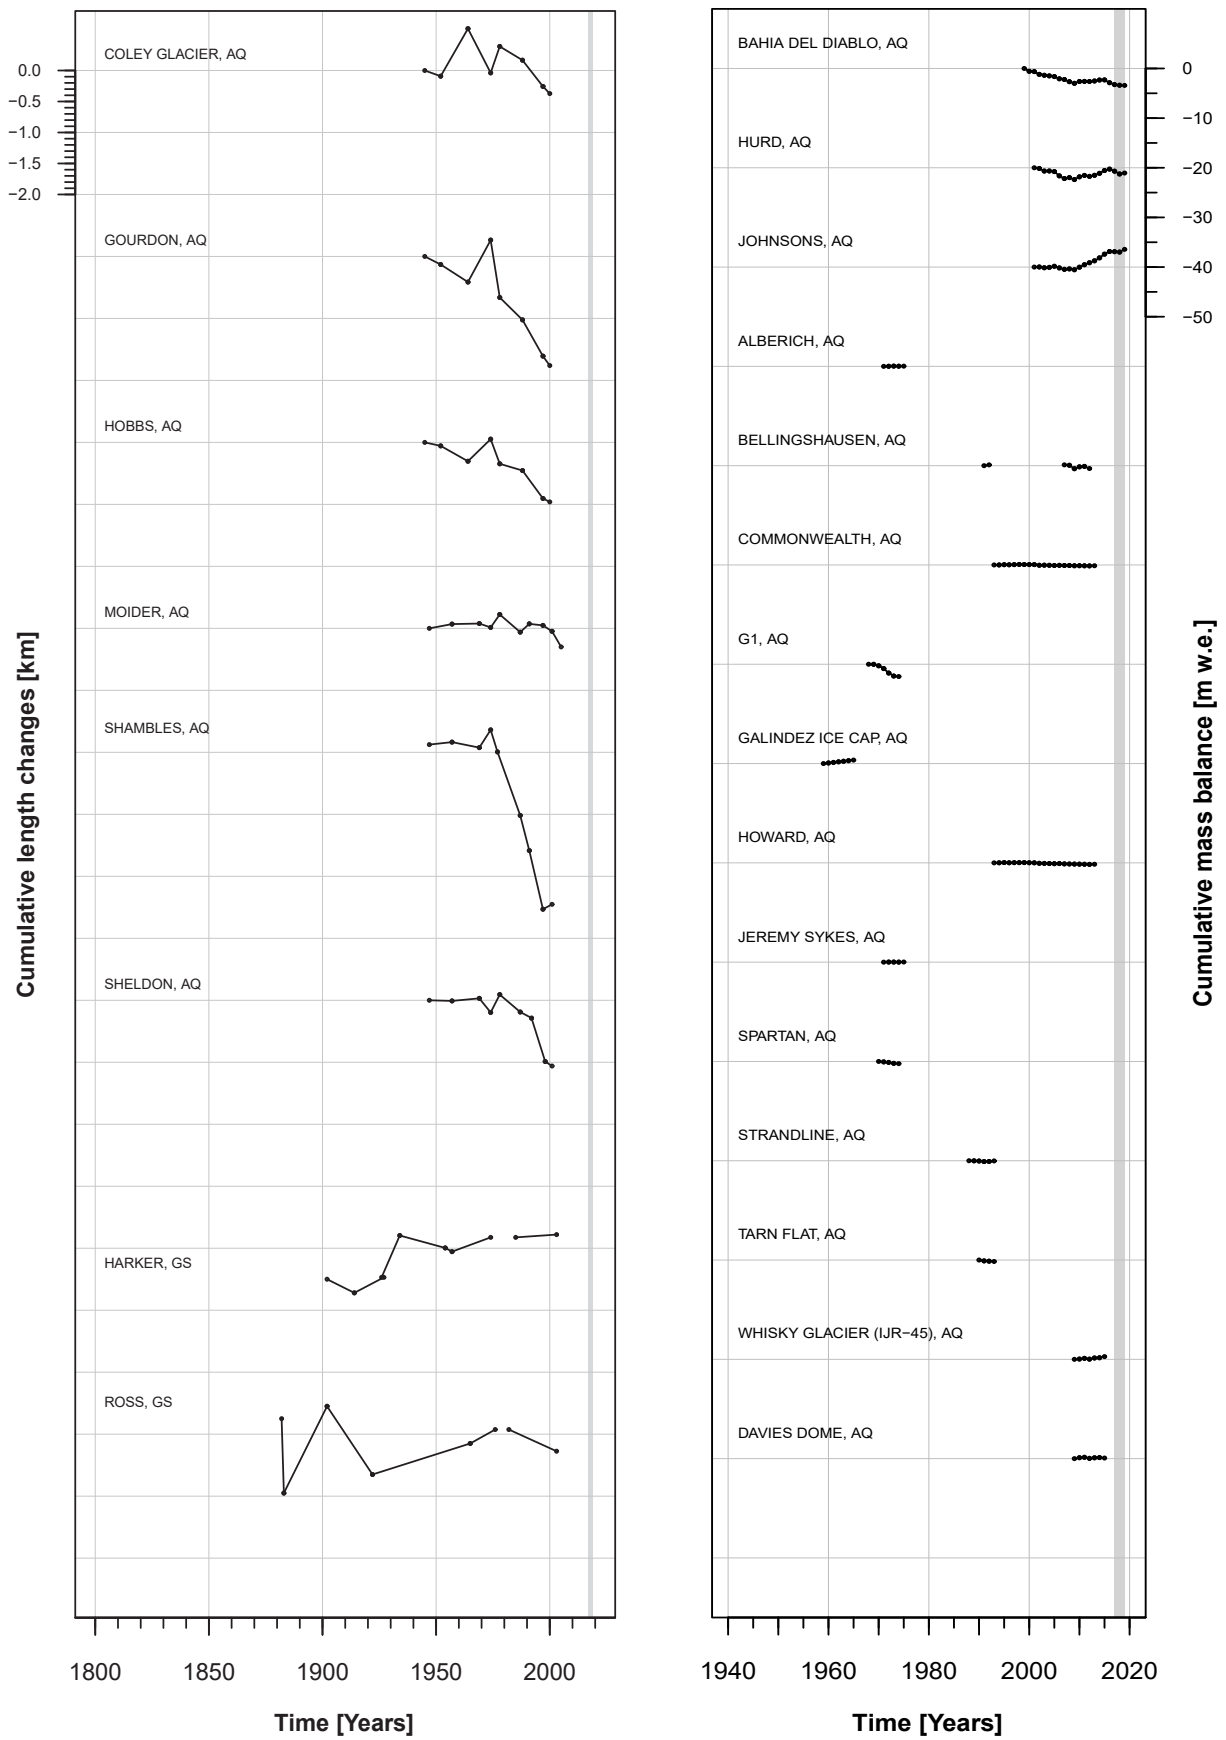 COLEY GLACIER, AQ
0.0
−0.5
−1.0
−1.5
−2.0
GOURDON, AQ
HOBBS, AQ
MOIDER, AQ
SHAMBLES, AQ
SHELDON, AQ
HARKER, GS
ROSS, GS
Cumulative length changes [km]
1800 1850 1900 1950 2000
Time [Years]
BAHIA DEL DIABLO, AQ
HURD, AQ
JOHNSONS, AQ
ALBERICH, AQ
BELLINGSHAUSEN, AQ
COMMONWEALTH, AQ
G1, AQ
GALINDEZ ICE CAP, AQ
HOWARD, AQ
JEREMY SYKES, AQ
SPARTAN, AQ
STRANDLINE, AQ
TARN FLAT, AQ
WHISKY GLACIER (IJR−45), AQ
DAVIES DOME, AQ
0
−10
−20
−30
−40
−50
Cumulative mass balance [m w.e.]
1940 1960 1980 2000 2020
Time [Years]